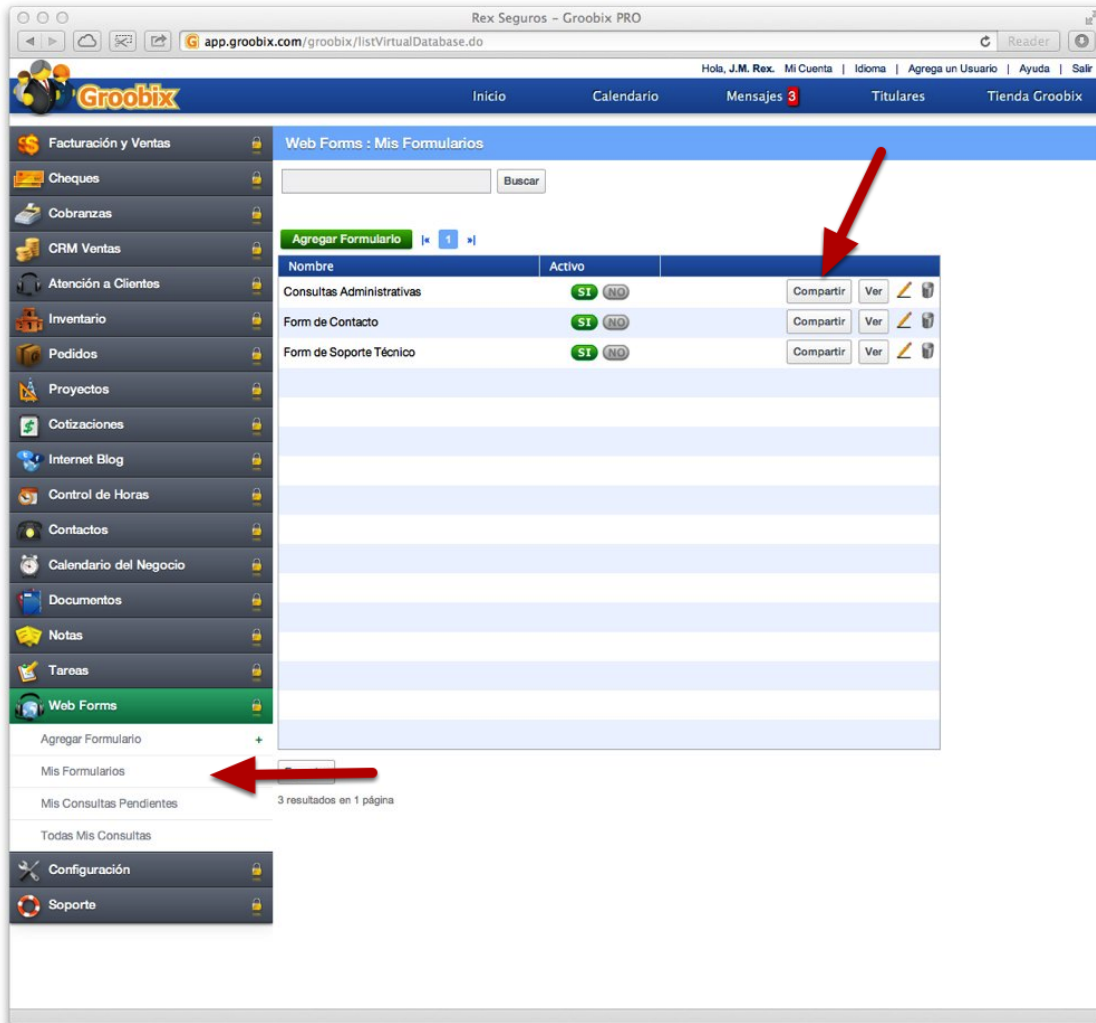 Rex Seguros – Groobix PRO
app.groobix.com/groobix/listVirtualDatabase.do
Reader
Hola, J.M. Rex. Mi Cuenta | Idioma | Agrega un Usuario | Ayuda | Salir
Groobix
Inicio Calendario Mensajes 3 Titulares Tienda Groobix
Facturación y Ventas
Cheques
Cobranzas
CRM Ventas
Atención a Clientes
Inventario
Pedidos
Proyectos
Cotizaciones
Internet Blog
Control de Horas
Contactos
Calendario del Negocio
Documentos
Notas
Tareas
Web Forms
Agregar Formulario +
Mis Formularios
Mis Consultas Pendientes
Todas Mis Consultas
Configuración
Soporte
Web Forms : Mis Formularios
Buscar
Agregar Formulario |« 1 »|
Nombre Activo
Consultas Administrativas SI NO Compartir Ver
Form de Contacto SI NO Compartir Ver
Form de Soporte Técnico SI NO Compartir Ver
3 resultados en 1 página